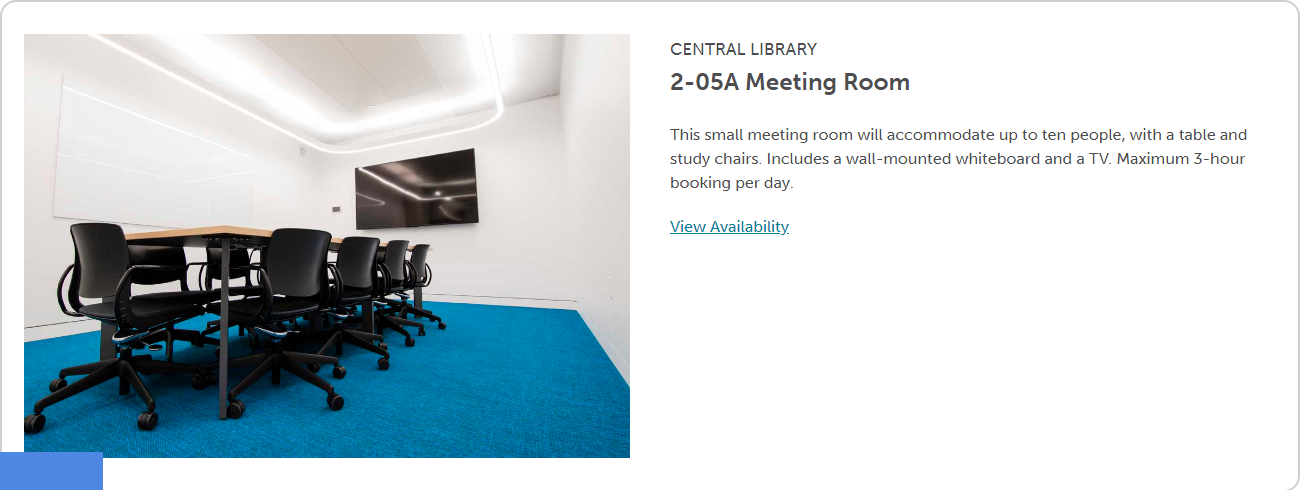 CENTRAL LIBRARY
2-05A Meeting Room
This small meeting room will accommodate up to ten people, with a table and
study chairs. Includes a wall-mounted whiteboard and a TV. Maximum 3-hour
booking per day.
View Availability